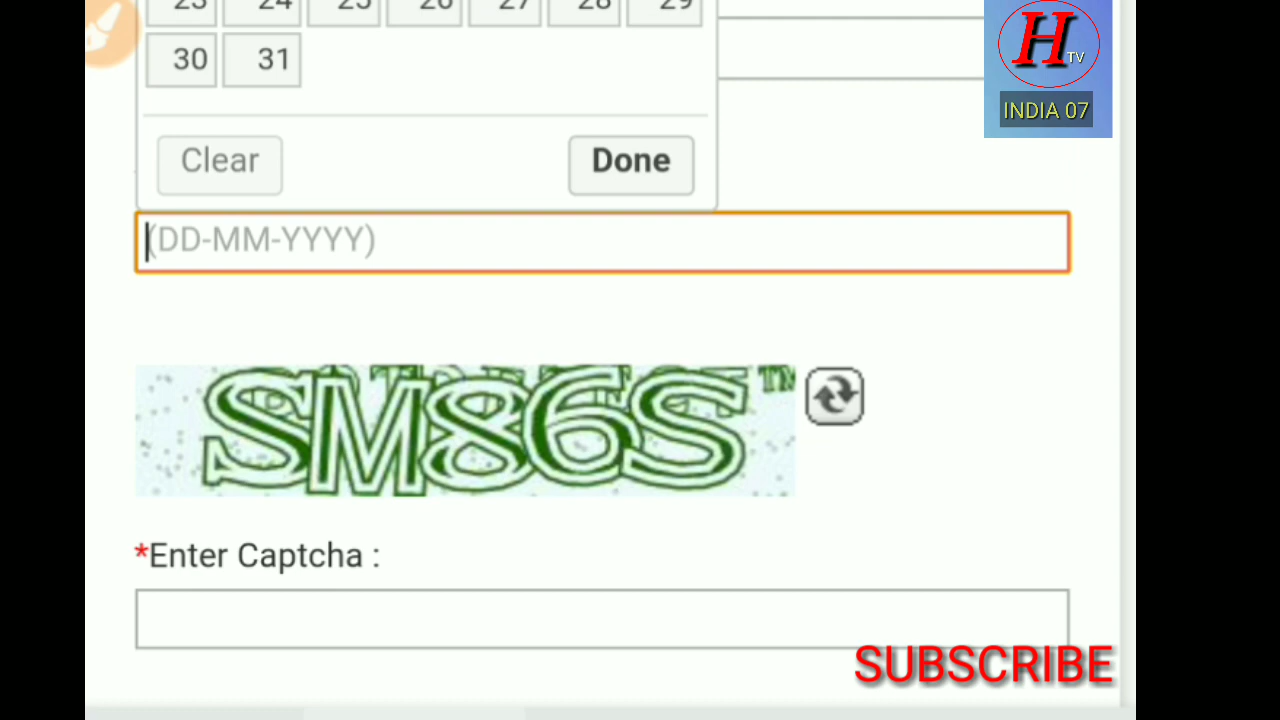 23 24 25 26 27 28 29
30 31
H
TV
INDIA 07
Clear Done
(DD-MM-YYYY)
SM86S
*Enter Captcha :
SUBSCRIBE